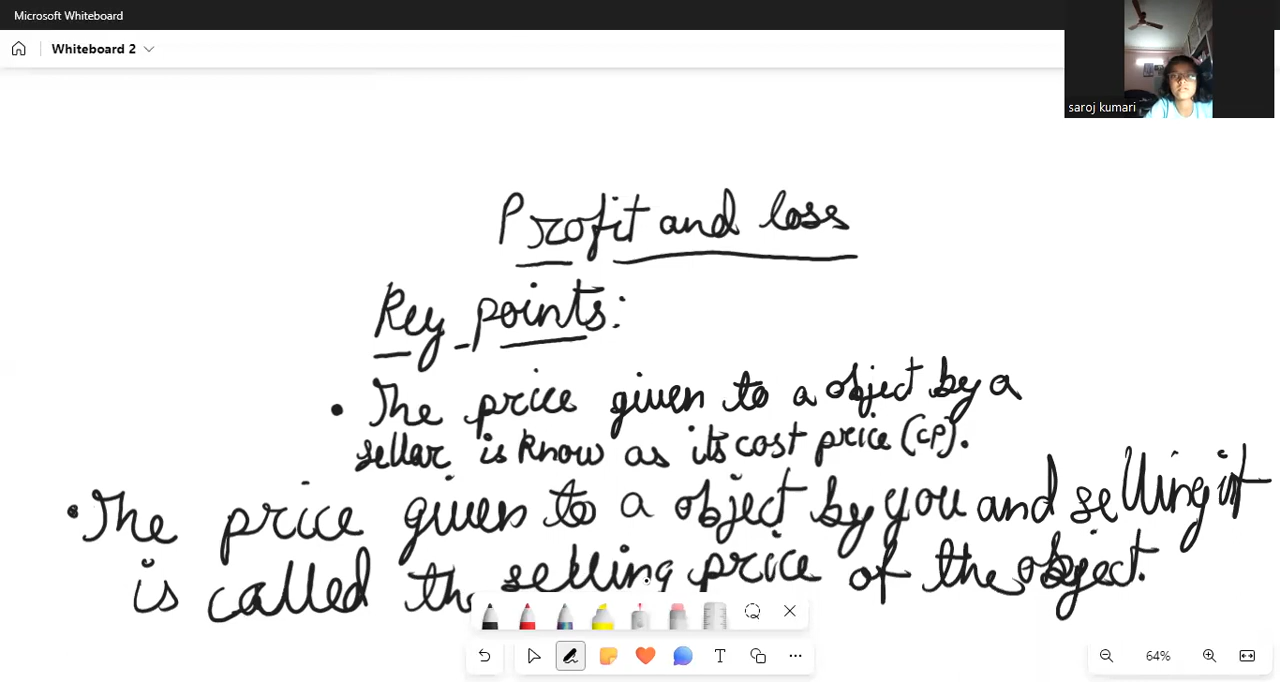 Microsoft Whiteboard
Whiteboard 2
saroj kumari
Profit and loss
Key points:
• The price given to a object by a
sellar is know as its cost price (CP).
• The price given to a object by you and selling it
is called the selling price of the object.
64%